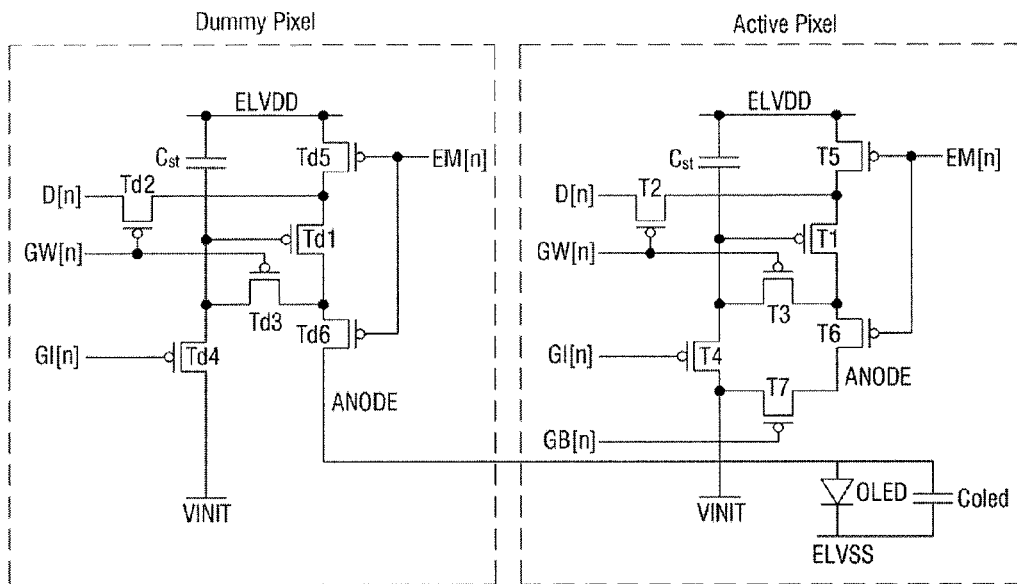 Dummy Pixel
ELVDD
Cst
Td5
EM[n]
Td2
D[n]
Td1
GW[n]
Td3
Td6
GI[n]
Td4
ANODE
VINIT
Active Pixel
ELVDD
Cst
T5
EM[n]
T2
D[n]
T1
GW[n]
T3
T6
GI[n]
T4
T7
ANODE
GB[n]
OLED
Coled
VINIT
ELVSS